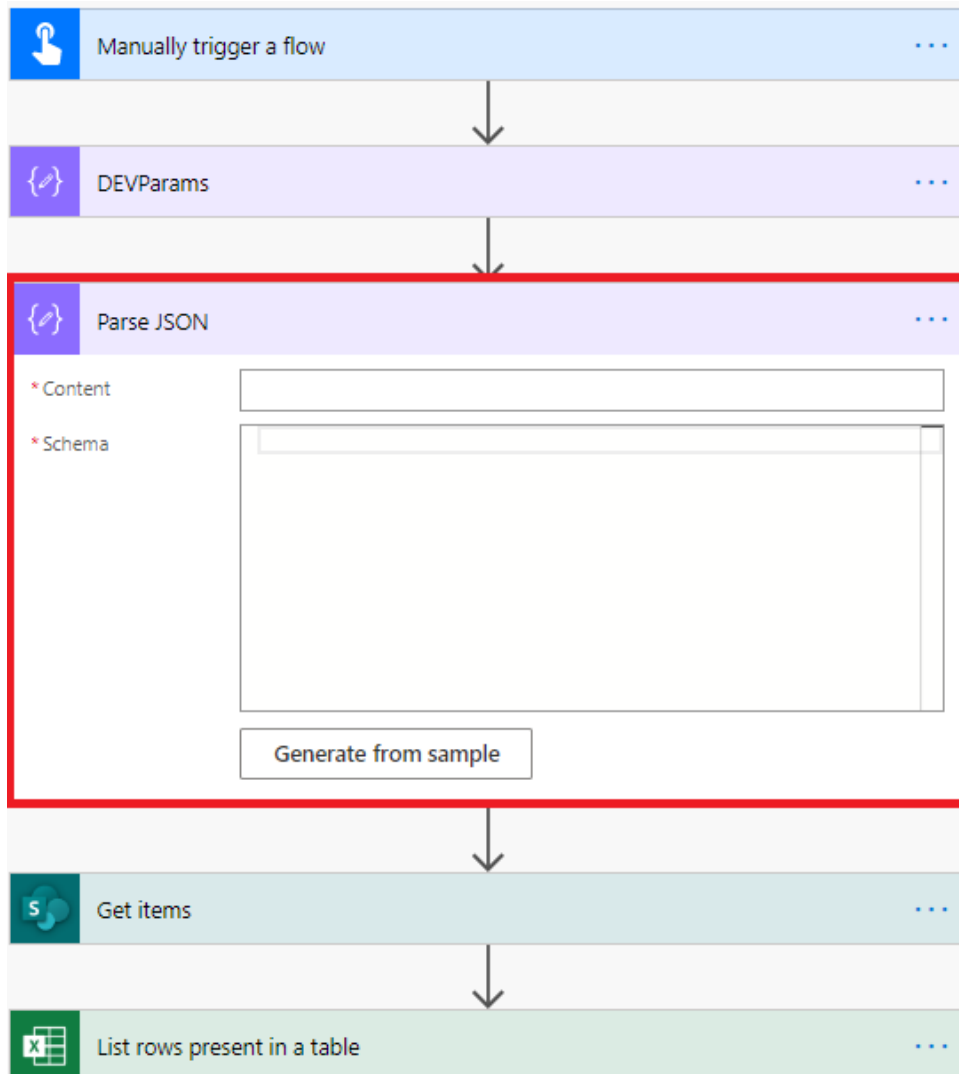 Manually trigger a flow
...
DEVParams
...
Parse JSON
...
* Content
* Schema
Generate from sample
S
Get items
...
X
List rows present in a table
...